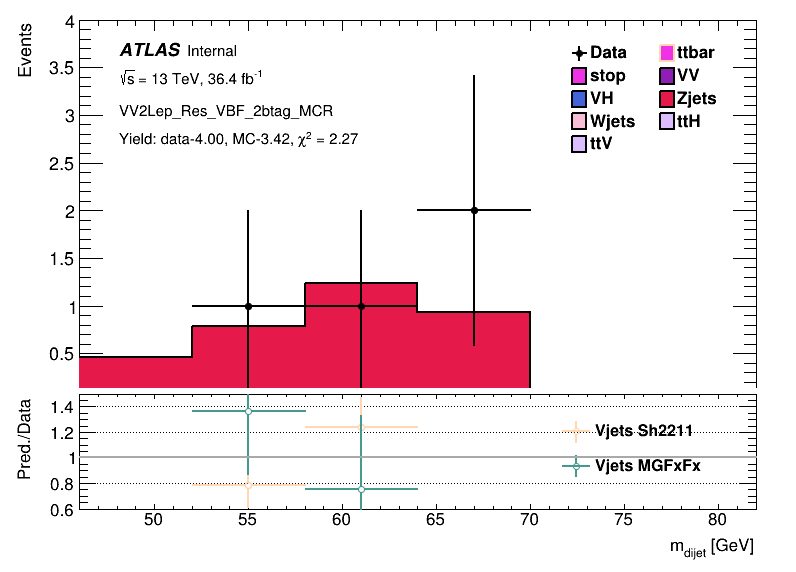 Events
4
3.5
3
2.5
2
1.5
1
0.5
ATLAS Internal
√s = 13 TeV, 36.4 fb⁻¹
VV2Lep_Res_VBF_2btag_MCR
Yield: data-4.00, MC-3.42, χ² = 2.27
Data ttbar
stop VV
VH Zjets
Wjets ttH
ttV
Pred./Data
1.4
1.2
1
0.8
0.6
Vjets Sh2211
Vjets MGFxFx
50 55 60 65 70 75 80
m_dijet [GeV]